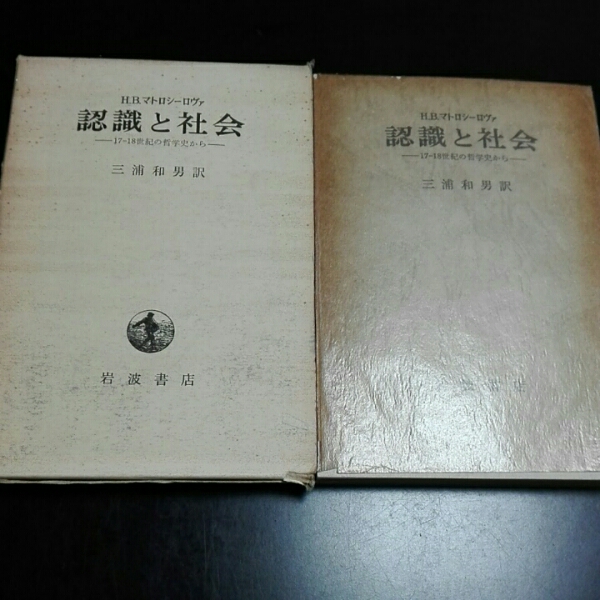 H.B.マトロシーロヴァ
認識と社会
—17-18世紀の哲学史から—
三浦和男訳
岩波書店
H.B.マトロシーロヴァ
認識と社会
—17-18世紀の哲学史から—
三浦和男訳